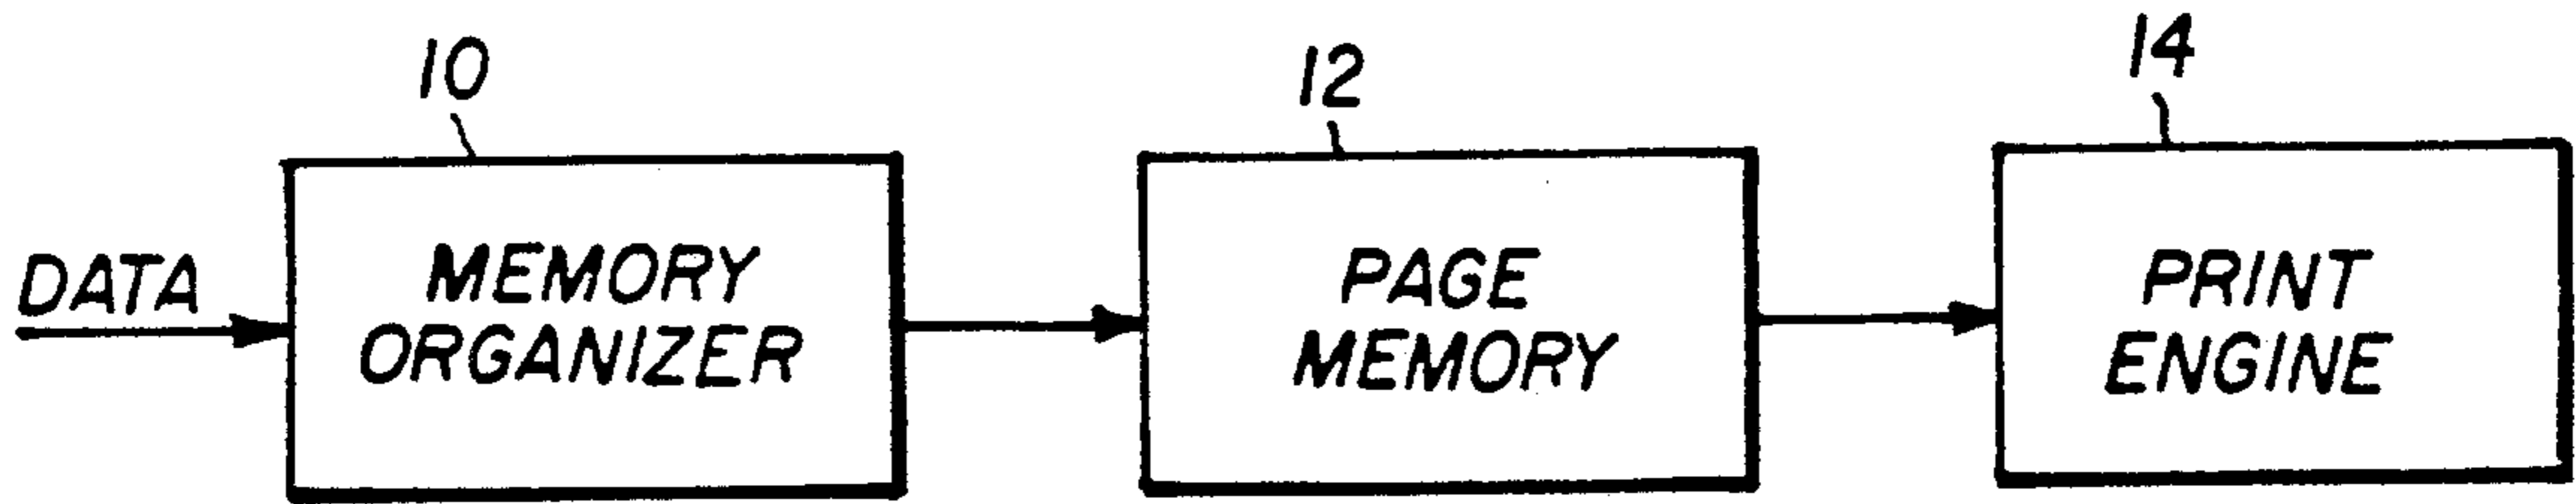 10
12
14
DATA
MEMORY
ORGANIZER
PAGE
MEMORY
PRINT
ENGINE